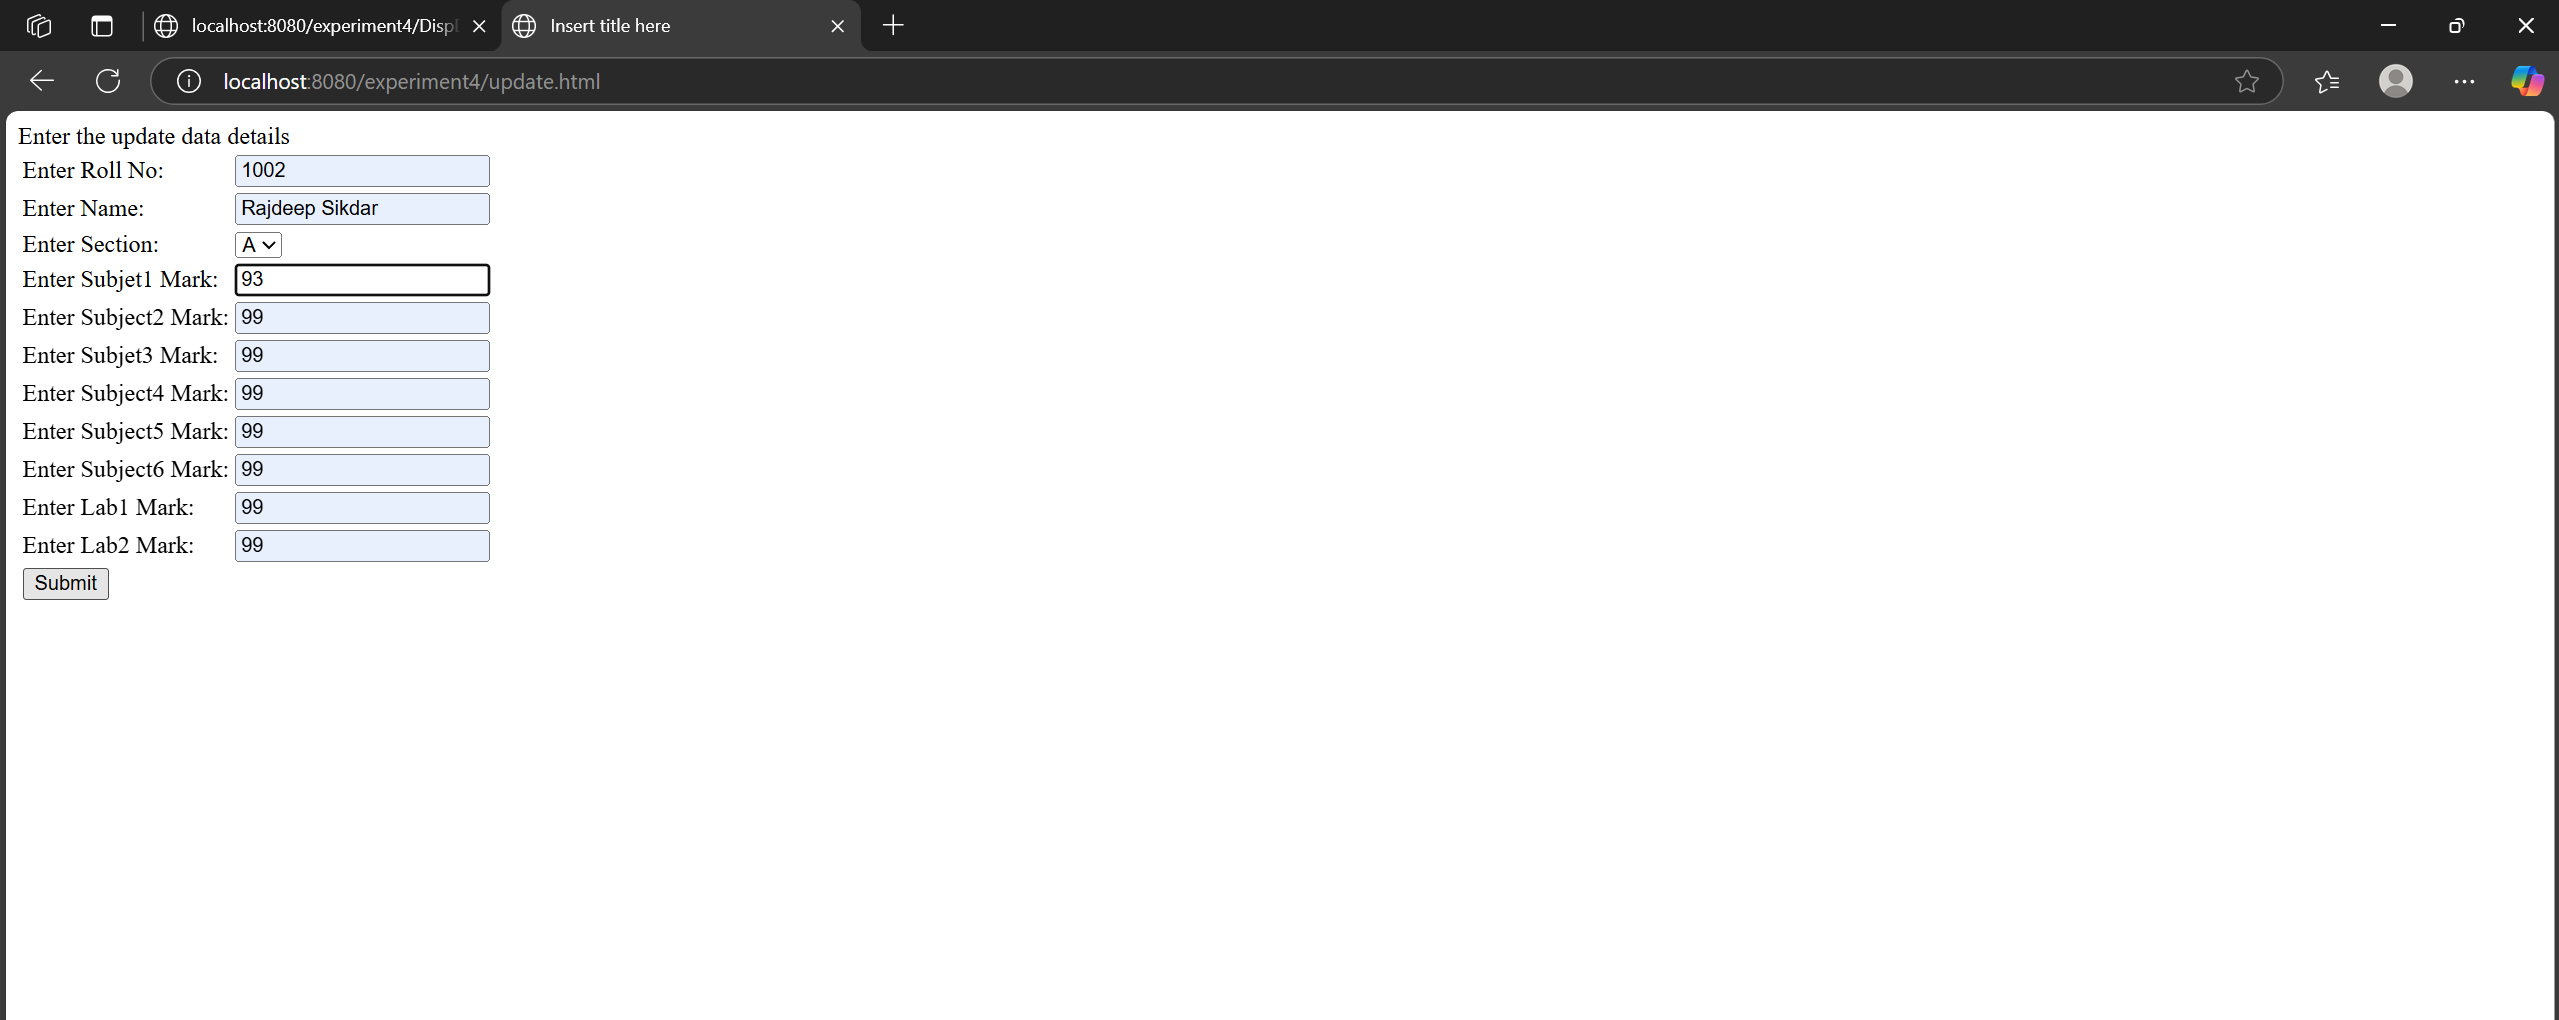 localhost:8080/experiment4/Disp
Insert title here
localhost:8080/experiment4/update.html
Enter the update data details
Enter Roll No: 1002
Enter Name: Rajdeep Sikdar
Enter Section: A
Enter Subjet1 Mark: 93
Enter Subject2 Mark: 99
Enter Subjet3 Mark: 99
Enter Subject4 Mark: 99
Enter Subject5 Mark: 99
Enter Subject6 Mark: 99
Enter Lab1 Mark: 99
Enter Lab2 Mark: 99
Submit